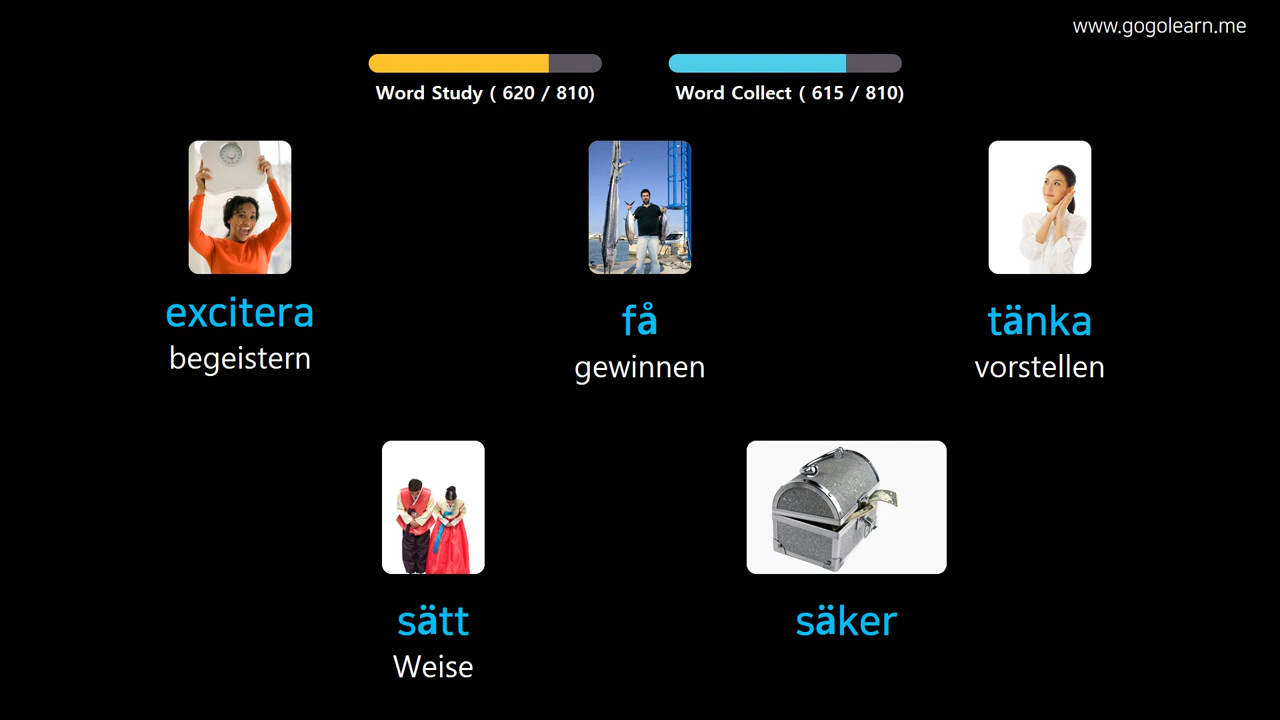 www.gogolearn.me
Word Study ( 620 / 810)
Word Collect ( 615 / 810)
excitera
begeistern
få
gewinnen
tänka
vorstellen
sätt
Weise
säker